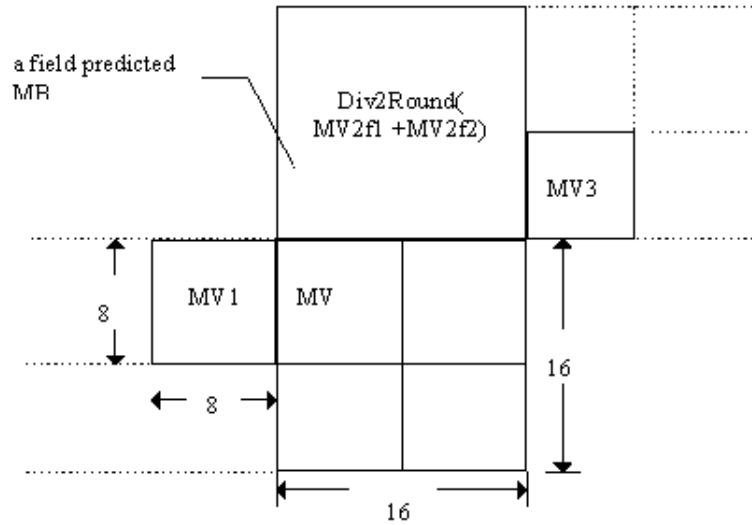 a field predicted
MB
Div2Round(
MV2f1 +MV2f2)
MV3
MV1
MV
8
8
16
16